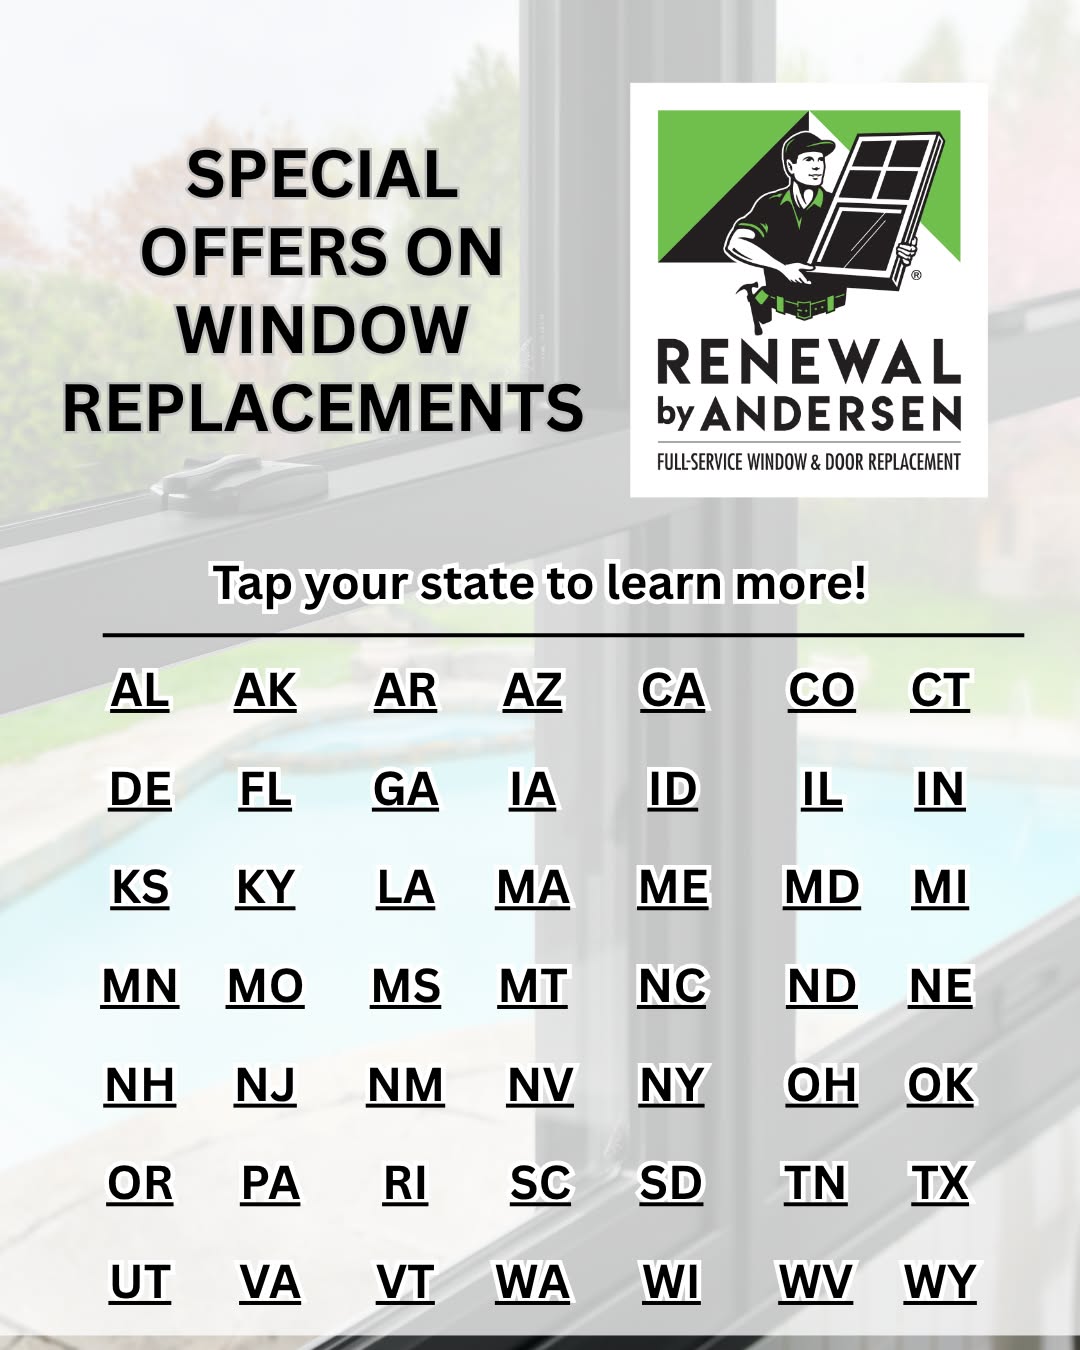 SPECIAL
OFFERS ON
WINDOW
REPLACEMENTS
®
RENEWAL
by ANDERSEN
FULL-SERVICE WINDOW & DOOR REPLACEMENT
Tap your state to learn more!
AL AK AR AZ CA CO CT
DE FL GA IA ID IL IN
KS KY LA MA ME MD MI
MN MO MS MT NC ND NE
NH NJ NM NV NY OH OK
OR PA RI SC SD TN TX
UT VA VT WA WI WV WY